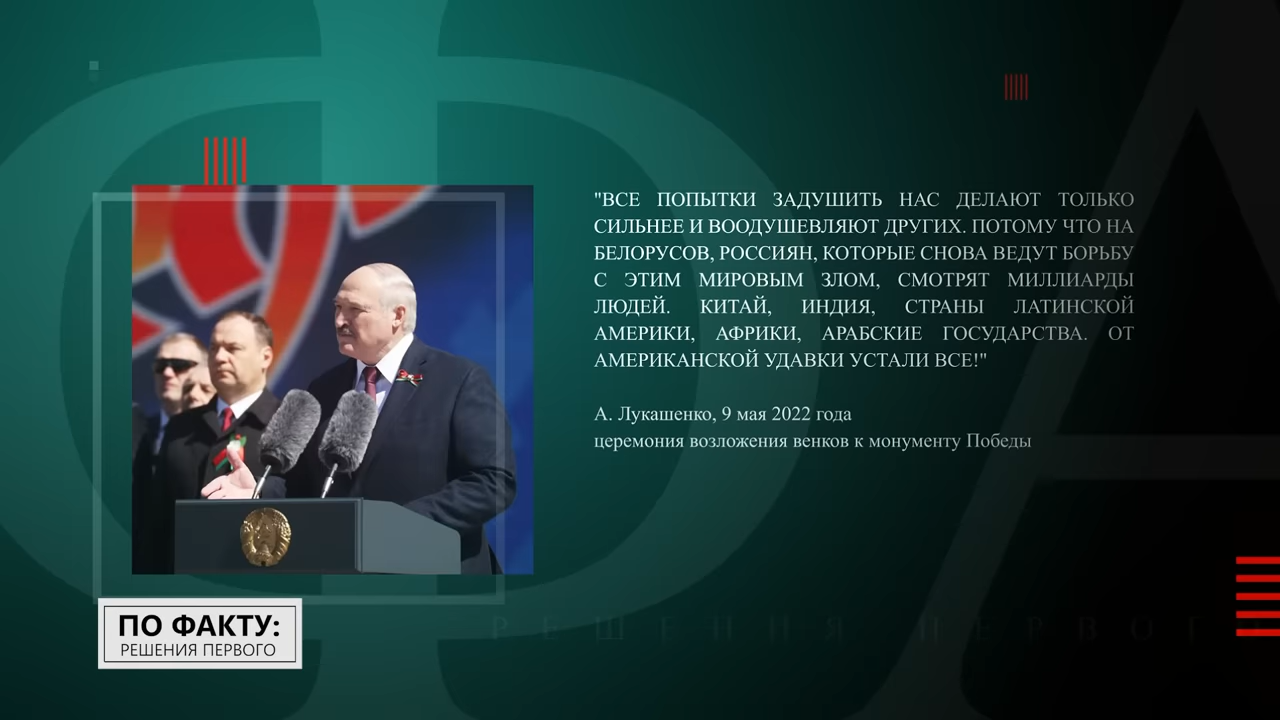 "ВСЕ ПОПЫТКИ ЗАДУШИТЬ НАС ДЕЛАЮТ ТОЛЬКО
СИЛЬНЕЕ И ВООДУШЕВЛЯЮТ ДРУГИХ. ПОТОМУ ЧТО НА
БЕЛОРУСОВ, РОССИЯН, КОТОРЫЕ СНОВА ВЕДУТ БОРЬБУ
С ЭТИМ МИРОВЫМ ЗЛОМ, СМОТРЯТ МИЛЛИАРДЫ
ЛЮДЕЙ. КИТАЙ, ИНДИЯ, СТРАНЫ ЛАТИНСКОЙ
АМЕРИКИ, АФРИКИ, АРАБСКИЕ ГОСУДАРСТВА. ОТ
АМЕРИКАНСКОЙ УДАВКИ УСТАЛИ ВСЕ!"
А. Лукашенко, 9 мая 2022 года
церемония возложения венков к монументу Победы
ПО ФАКТУ:
РЕШЕНИЯ ПЕРВОГО
РЕШЕНИЯ ПЕРВОГ